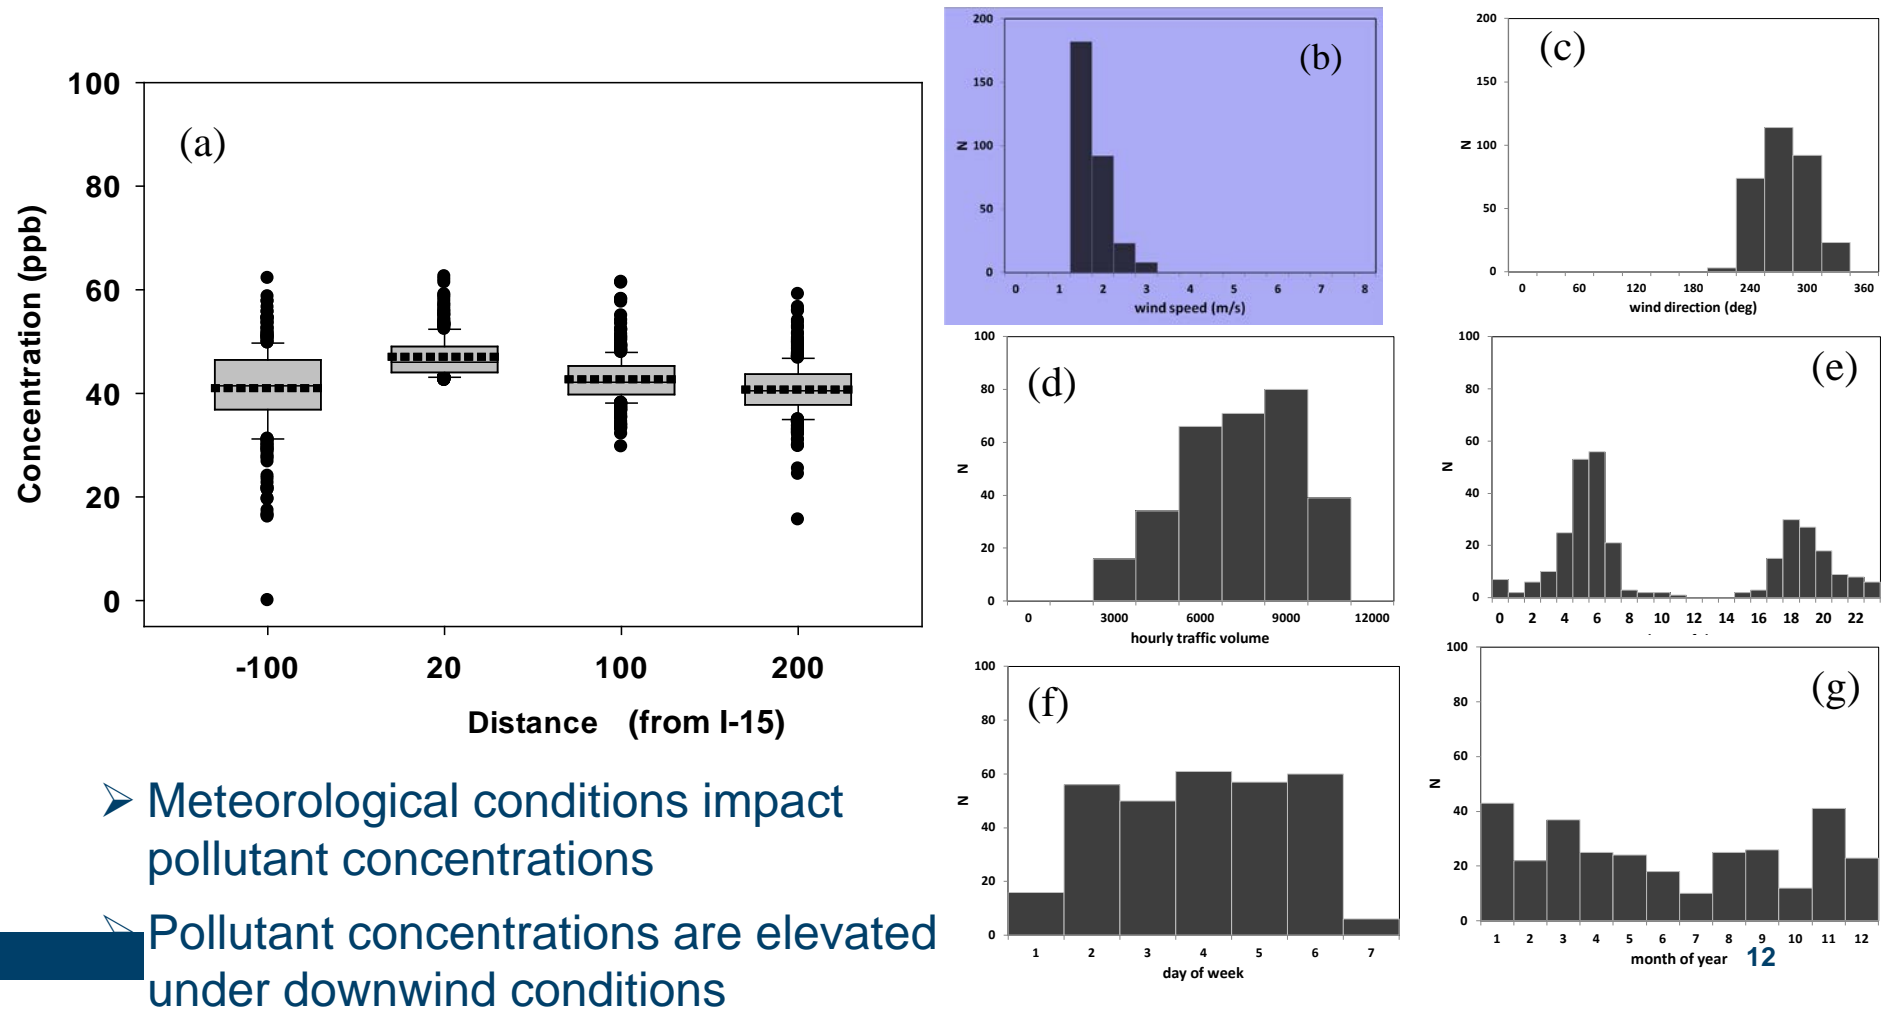 (a)
100
80
60
40
20
0
Concentration (ppb)
-100 20 100 200
Distance (from I-15)
(b)
200
150
100
50
0
N
0 1 2 3 4 5 6 7 8
wind speed (m/s)
(c)
200
150
100
50
0
N
0 60 120 180 240 300 360
wind direction (deg)
(d)
100
80
60
40
20
0
N
0 3000 6000 9000 12000
hourly traffic volume
(e)
100
80
60
40
20
0
N
0 2 4 6 8 10 12 14 16 18 20 22
(f)
100
80
60
40
20
0
N
1 2 3 4 5 6 7
day of week
(g)
100
80
60
40
20
0
N
1 2 3 4 5 6 7 8 9 10 11 12
month of year
➢ Meteorological conditions impact
pollutant concentrations
➢ Pollutant concentrations are elevated
under downwind conditions
12